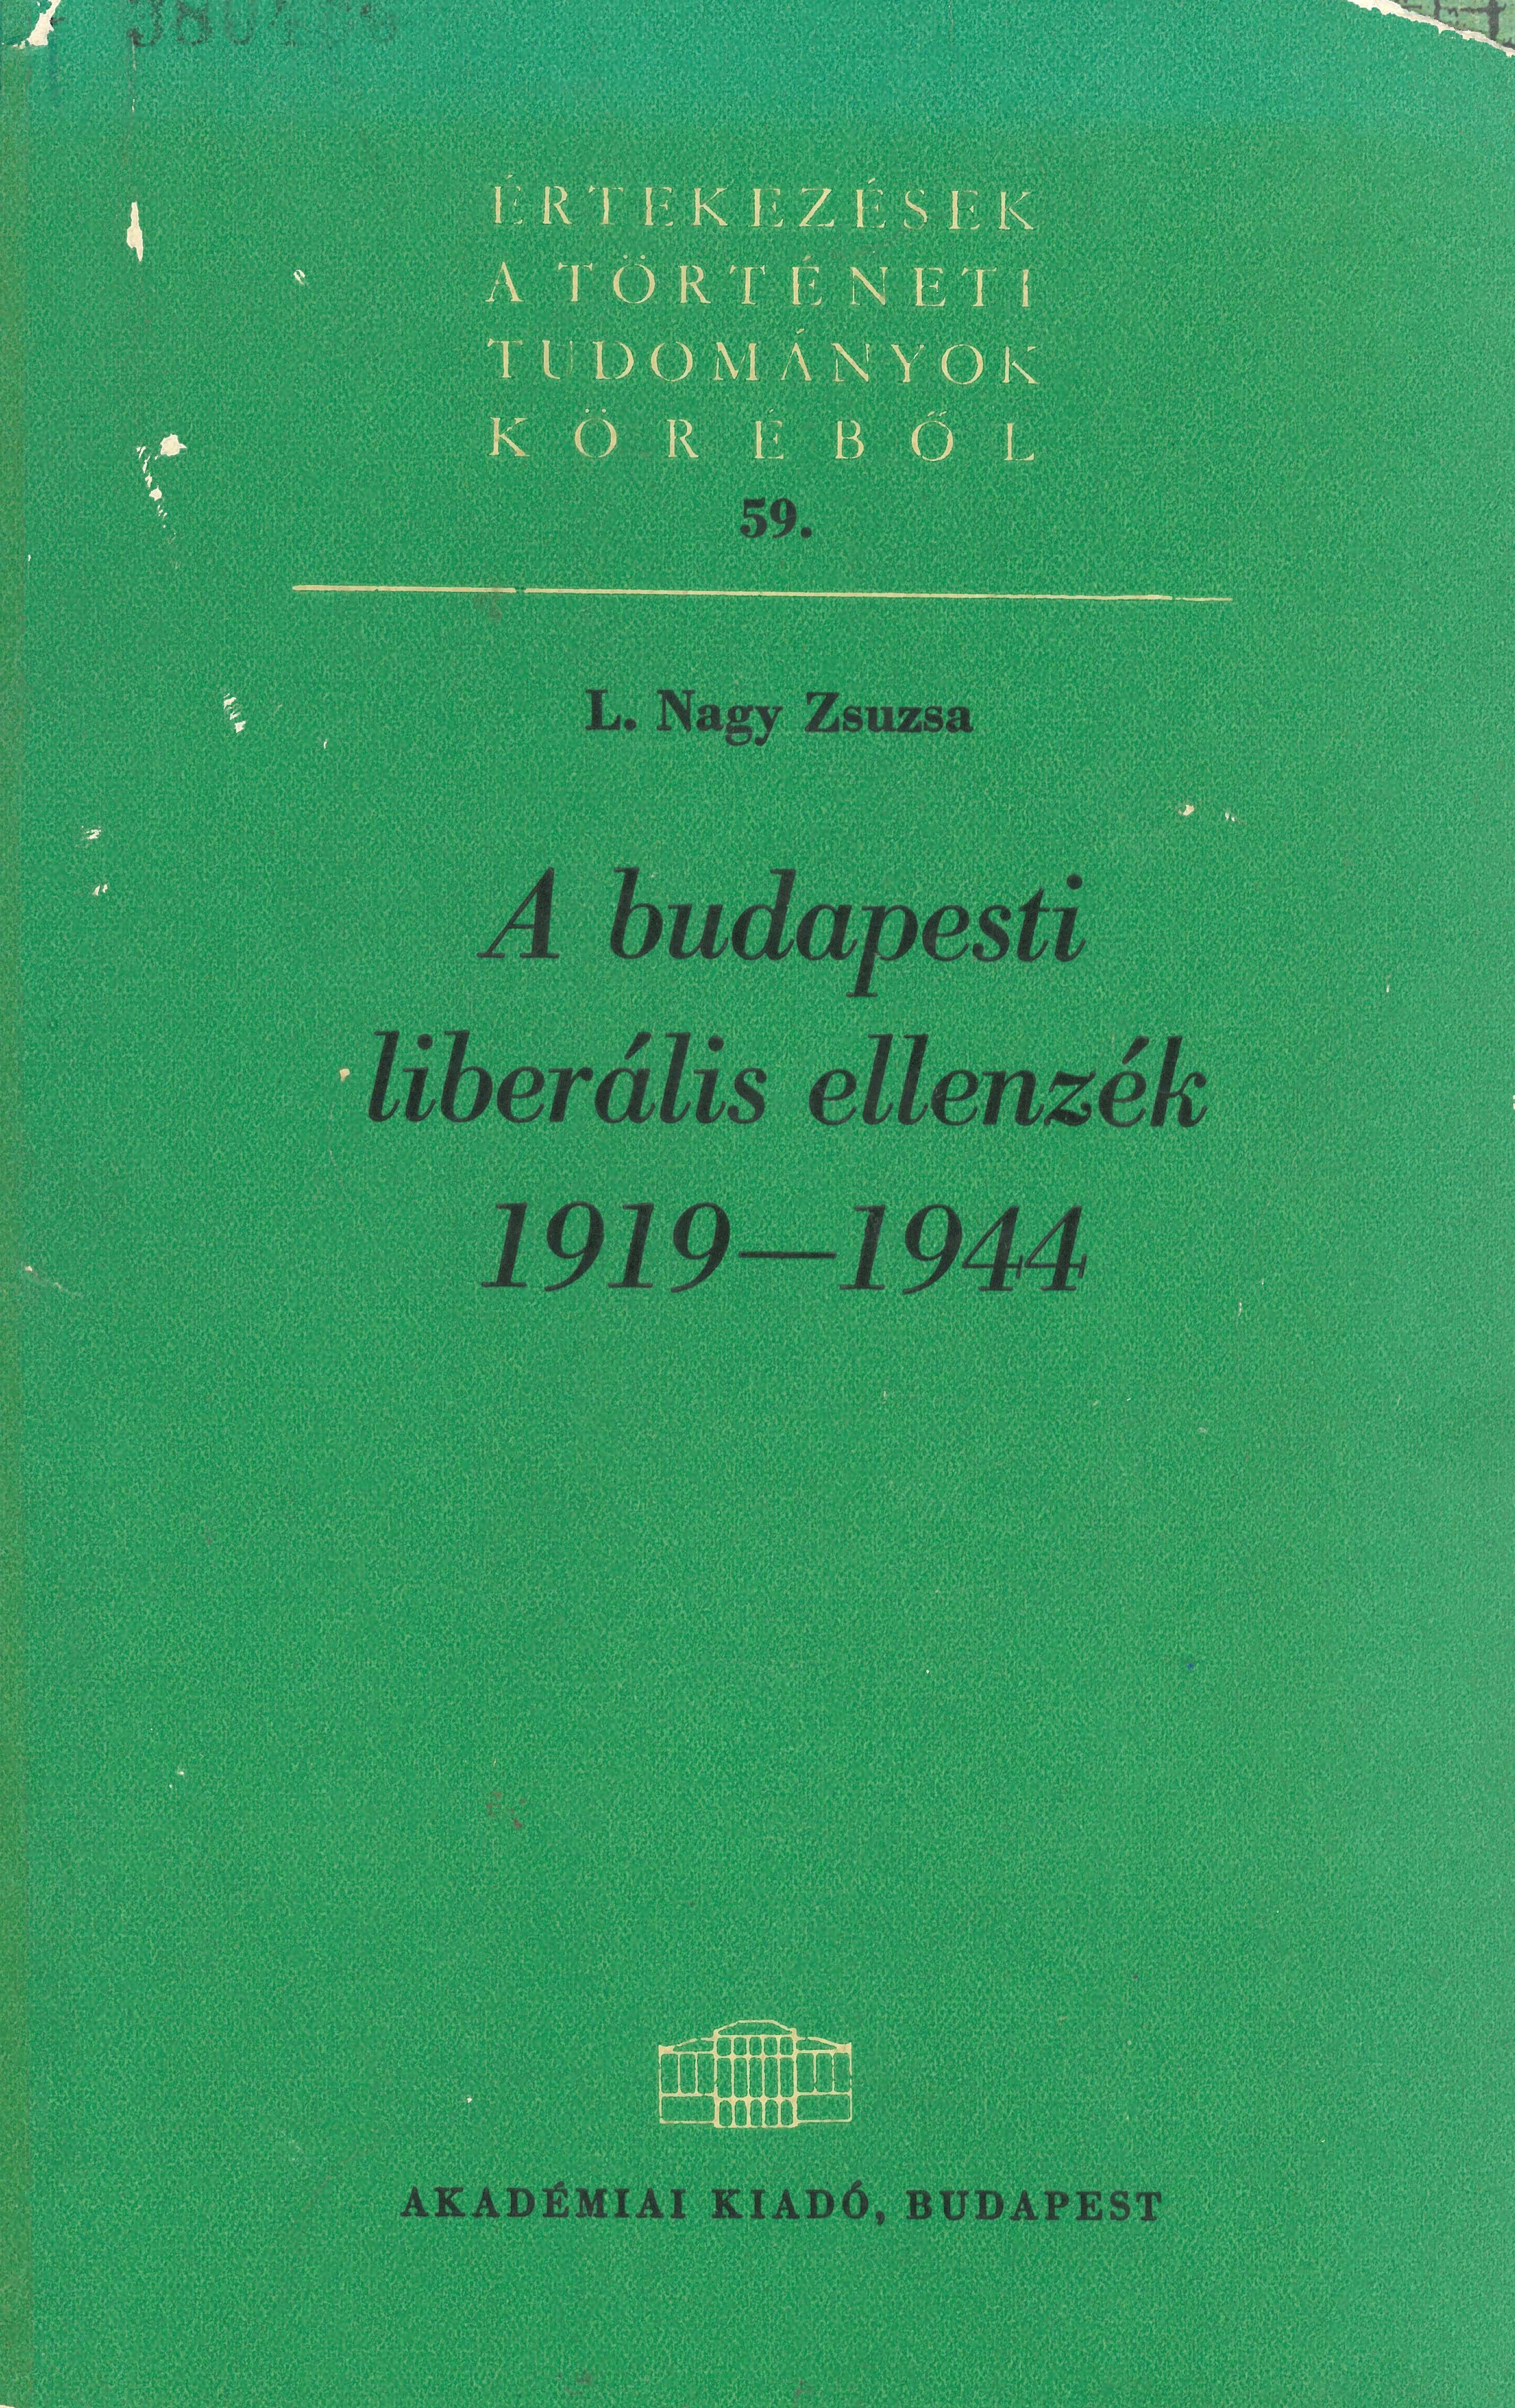 ÉRTEKEZÉSEK
A TÖRTÉNETI
TUDOMÁNYOK
KÖRÉBŐL
59.
L. Nagy Zsuzsa
A budapesti
liberális ellenzék
1919—1944
AKADÉMIAI KIADÓ, BUDAPEST